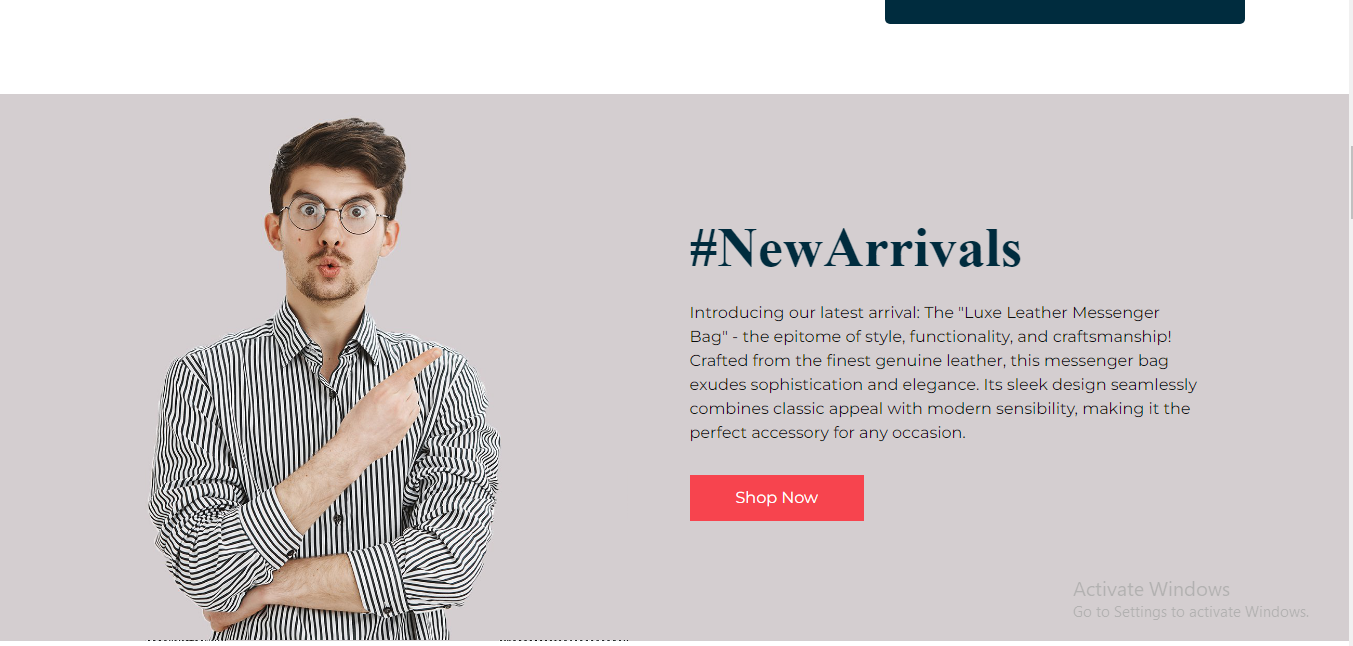 #NewArrivals
Introducing our latest arrival: The "Luxe Leather Messenger
Bag" - the epitome of style, functionality, and craftsmanship!
Crafted from the finest genuine leather, this messenger bag
exudes sophistication and elegance. Its sleek design seamlessly
combines classic appeal with modern sensibility, making it the
perfect accessory for any occasion.
Shop Now
Activate Windows
Go to Settings to activate Windows.